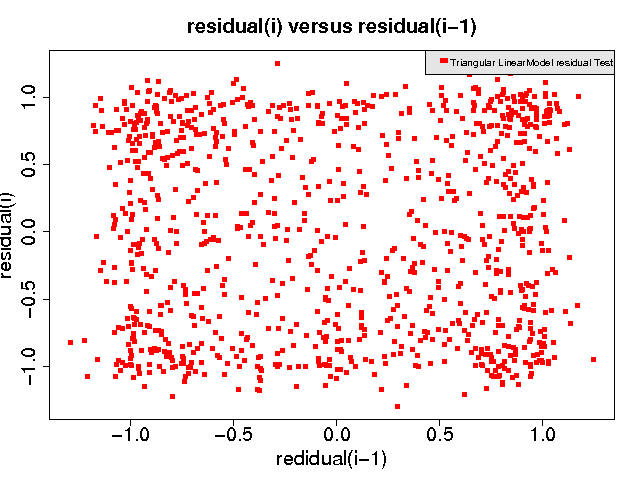 residual(i) versus residual(i−1)
Triangular LinearModel residual Test
residual(i)
1.0
0.5
0.0
−0.5
−1.0
−1.0 −0.5 0.0 0.5 1.0
redidual(i−1)